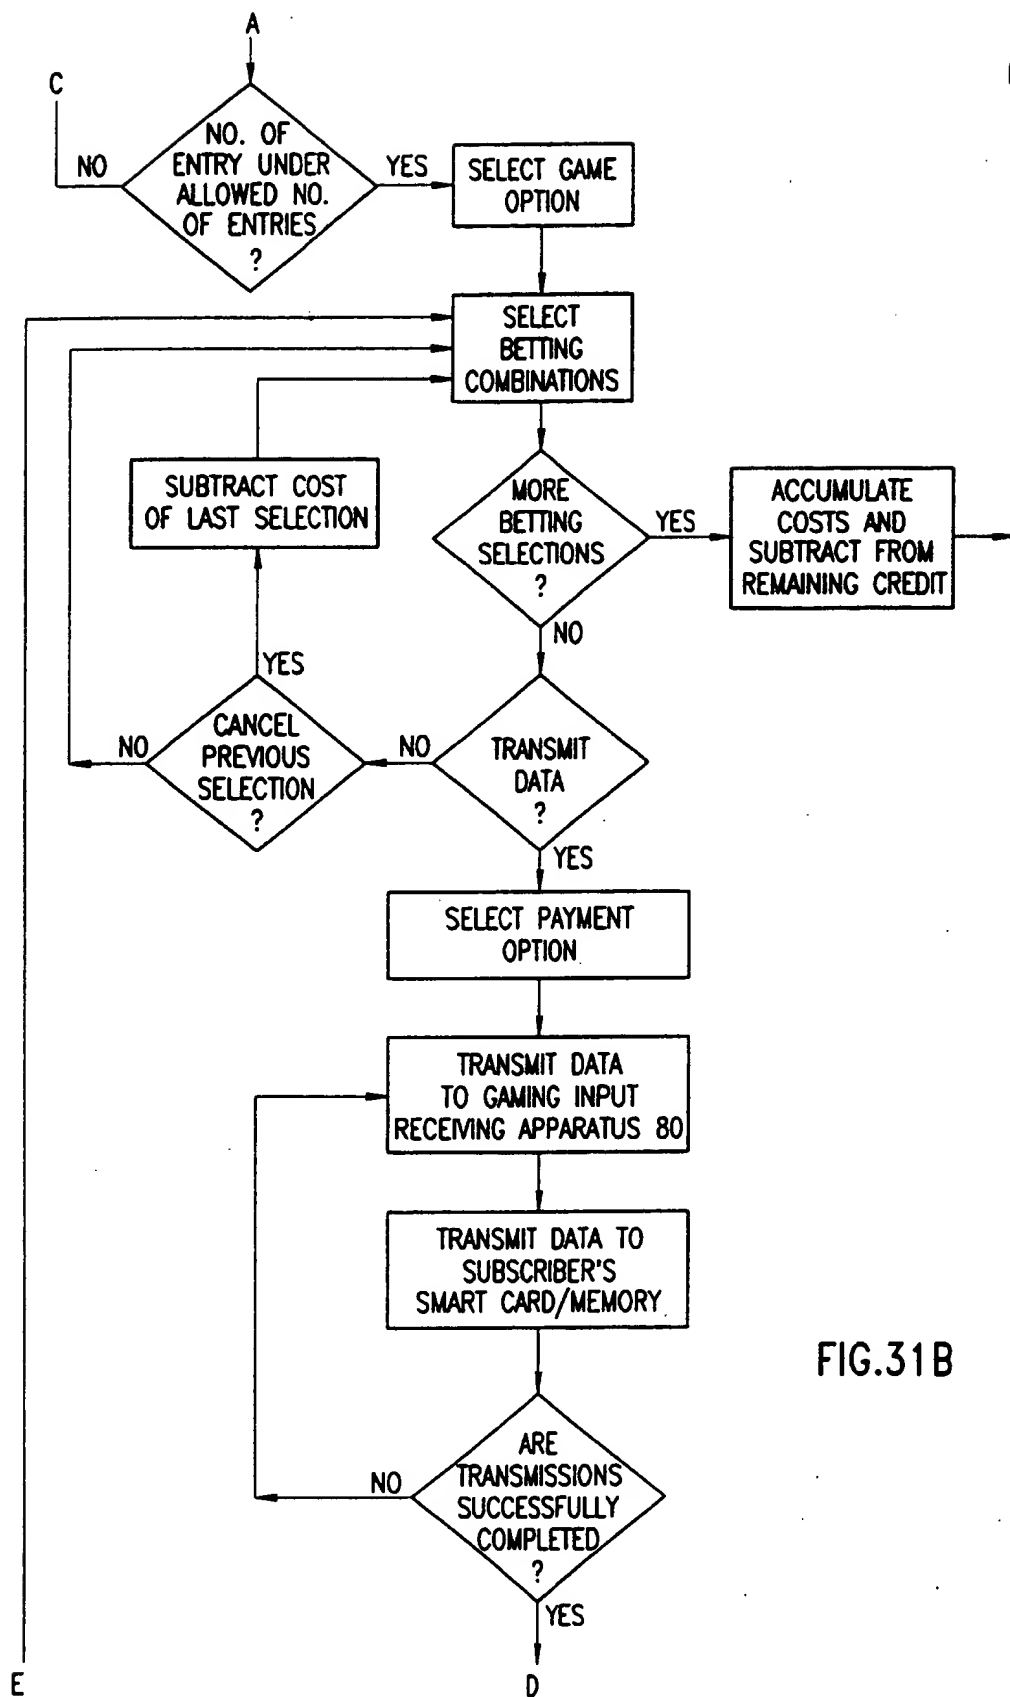 A
C
NO. OF
ENTRY UNDER
ALLOWED NO.
OF ENTRIES
?
NO
YES
SELECT GAME
OPTION
SELECT
BETTING
COMBINATIONS
SUBTRACT COST
OF LAST SELECTION
MORE
BETTING
SELECTIONS
?
YES
ACCUMULATE
COSTS AND
SUBTRACT FROM
REMAINING CREDIT
NO
YES
CANCEL
PREVIOUS
SELECTION
?
NO
NO
TRANSMIT
DATA
?
YES
SELECT PAYMENT
OPTION
TRANSMIT DATA
TO GAMING INPUT
RECEIVING APPARATUS 80
TRANSMIT DATA TO
SUBSCRIBER'S
SMART CARD/MEMORY
FIG.31B
ARE
TRANSMISSIONS
SUCCESSFULLY
COMPLETED
?
NO
YES
E
D